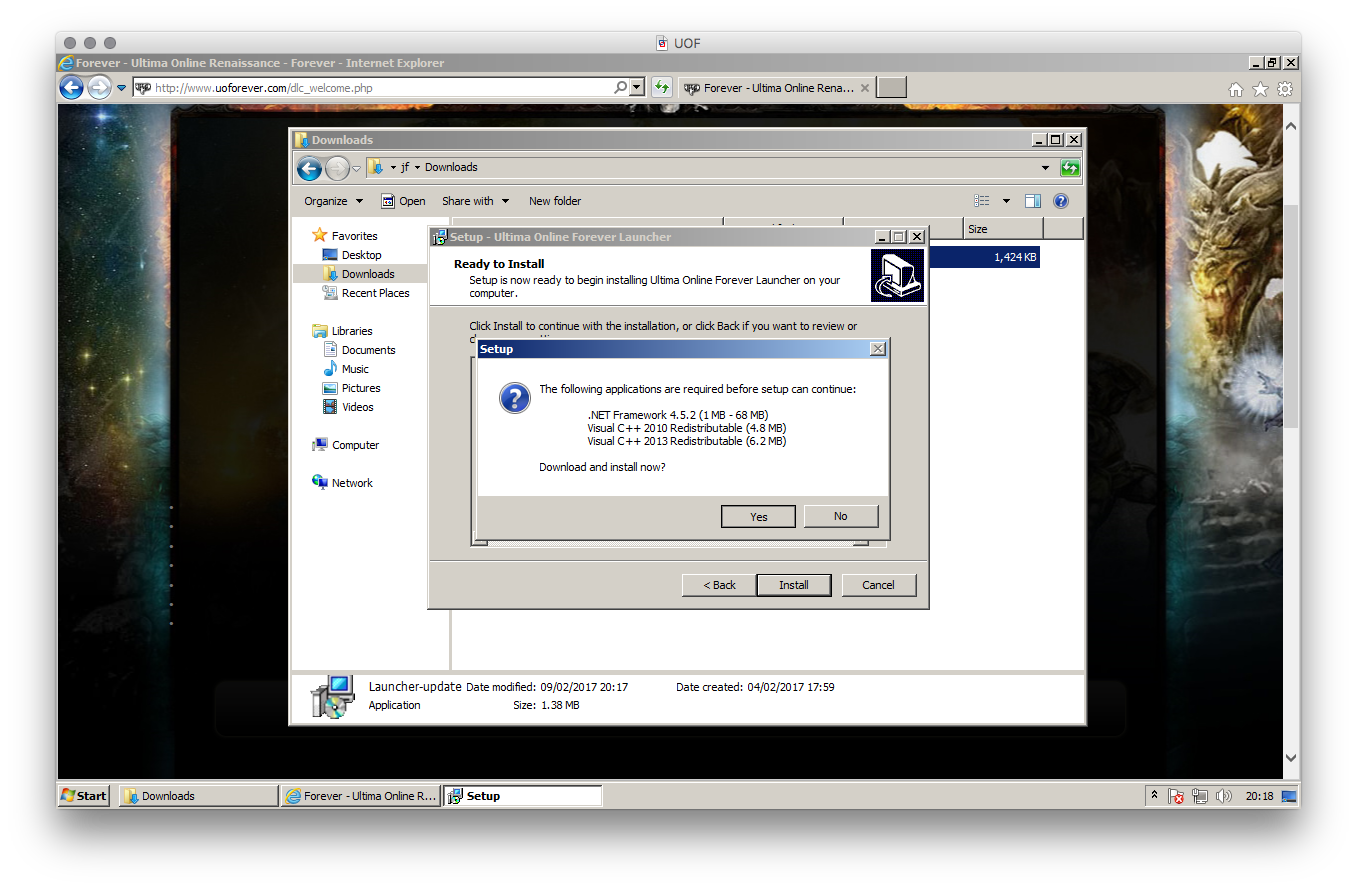 UOF
Forever - Ultima Online Renaissance - Forever - Internet Explorer
http://www.uoforever.com/dlc_welcome.php
Forever - Ultima Online Rena...
Downloads
jf Downloads
Organize Open Share with New folder
Size
Favorites
Desktop
Downloads
Recent Places
Libraries
Documents
Music
Pictures
Videos
Computer
Network
1,424 KB
Setup - Ultima Online Forever Launcher
Ready to Install
Setup is now ready to begin installing Ultima Online Forever Launcher on your
computer.
Click Install to continue with the installation, or click Back if you want to review or
Setup
The following applications are required before setup can continue:
.NET Framework 4.5.2 (1 MB - 68 MB)
Visual C++ 2010 Redistributable (4.8 MB)
Visual C++ 2013 Redistributable (6.2 MB)
Download and install now?
Yes No
< Back Install Cancel
Launcher-update Date modified: 09/02/2017 20:17 Date created: 04/02/2017 17:59
Application Size: 1.38 MB
Start Downloads Forever - Ultima Online R... Setup 20:18